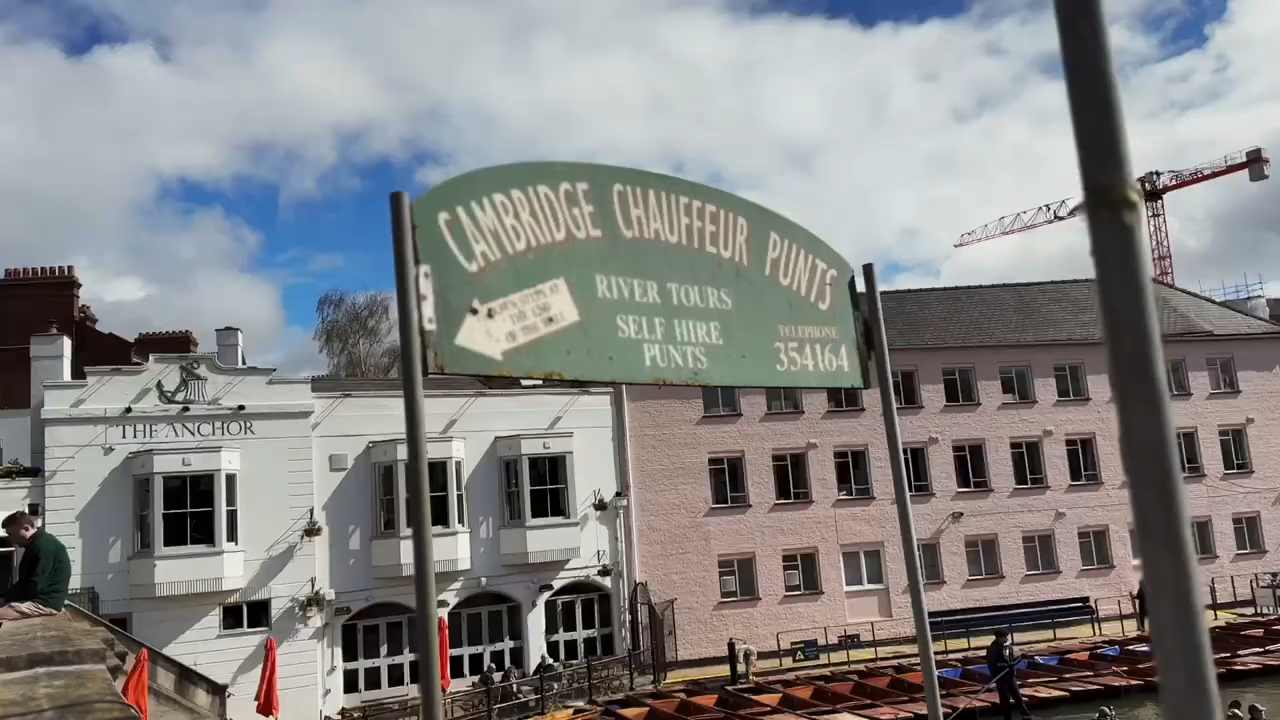 CAMBRIDGE CHAUFFEUR PUNTS
RIVER TOURS
SELF HIRE
PUNTS
TELEPHONE
354164
THE ANCHOR